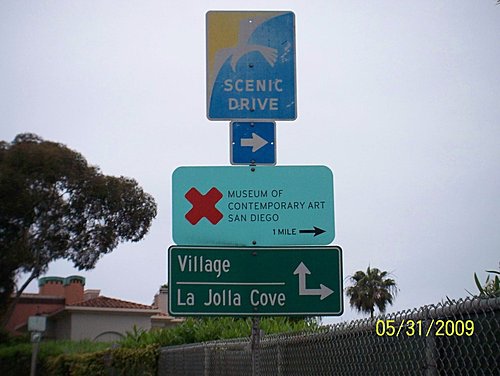 SCENIC
DRIVE
MUSEUM OF
CONTEMPORARY ART
SAN DIEGO
1 MILE
Village
La Jolla Cove
05/31/2009